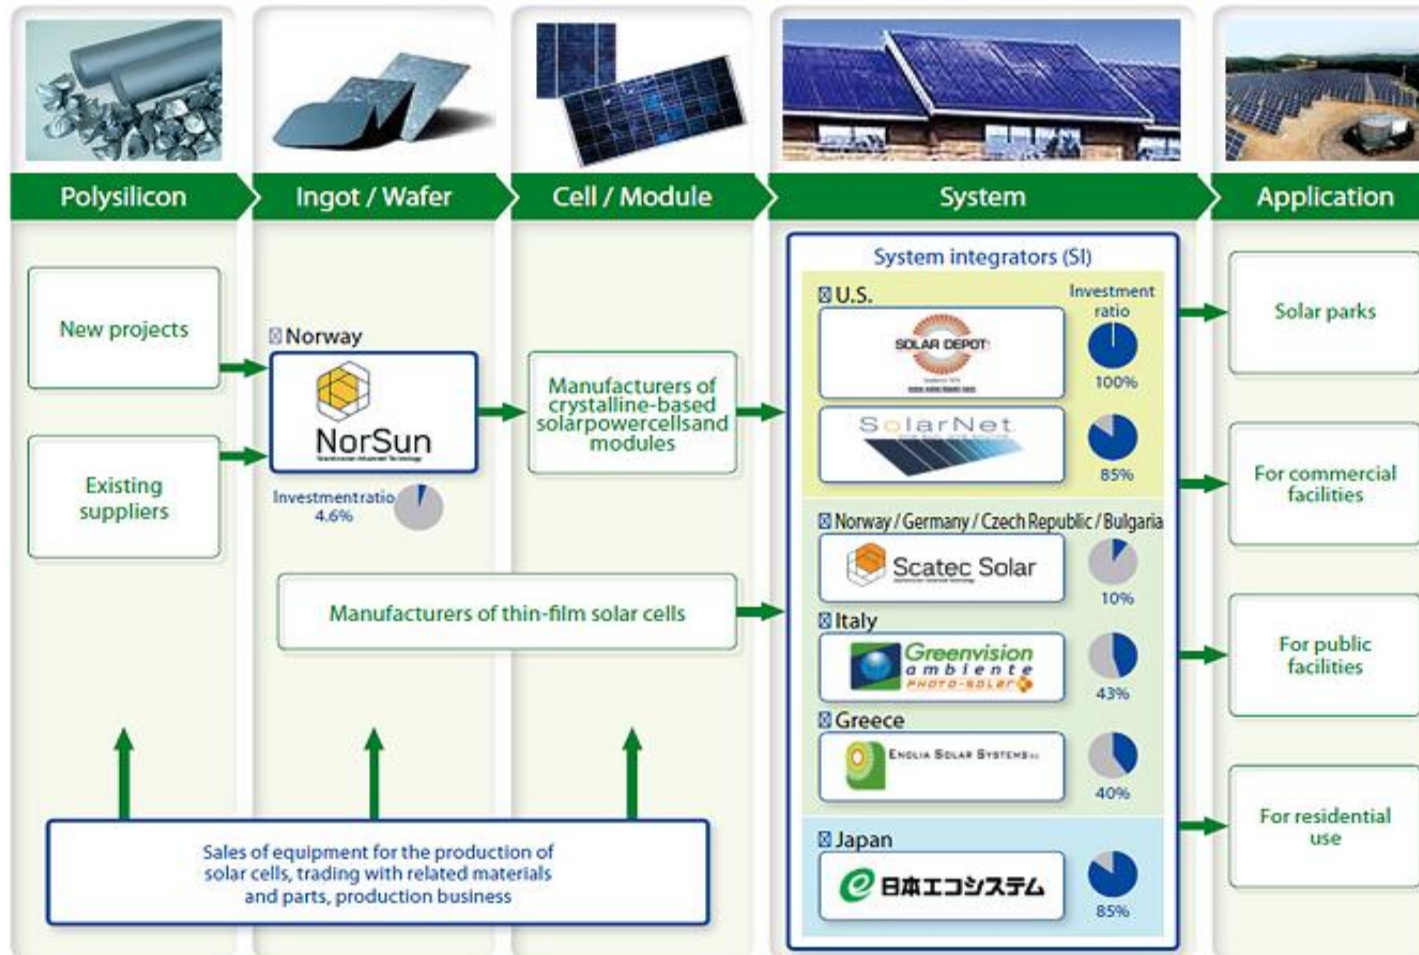 Polysilicon
Ingot / Wafer
Cell / Module
System
Application
New projects
Existing
suppliers
Norway
NorSun
Investmentratio
4.6%
Manufacturers of
crystalline-based
solarpowercellsand
modules
Manufacturers of thin-film solar cells
Sales of equipment for the production of
solar cells, trading with related materials
and parts, production business
System integrators (SI)
U.S.
Investment
ratio
SOLAR DEPOT
100%
SolarNet
85%
Norway / Germany / Czech Republic / Bulgaria
Scatec Solar
10%
Italy
Greenvision
ambiente
PHOTO-SOLAR
43%
Greece
ENOLIA SOLAR SYSTEMS
40%
Japan
日本エコシステム
85%
Solar parks
For commercial
facilities
For public
facilities
For residential
use